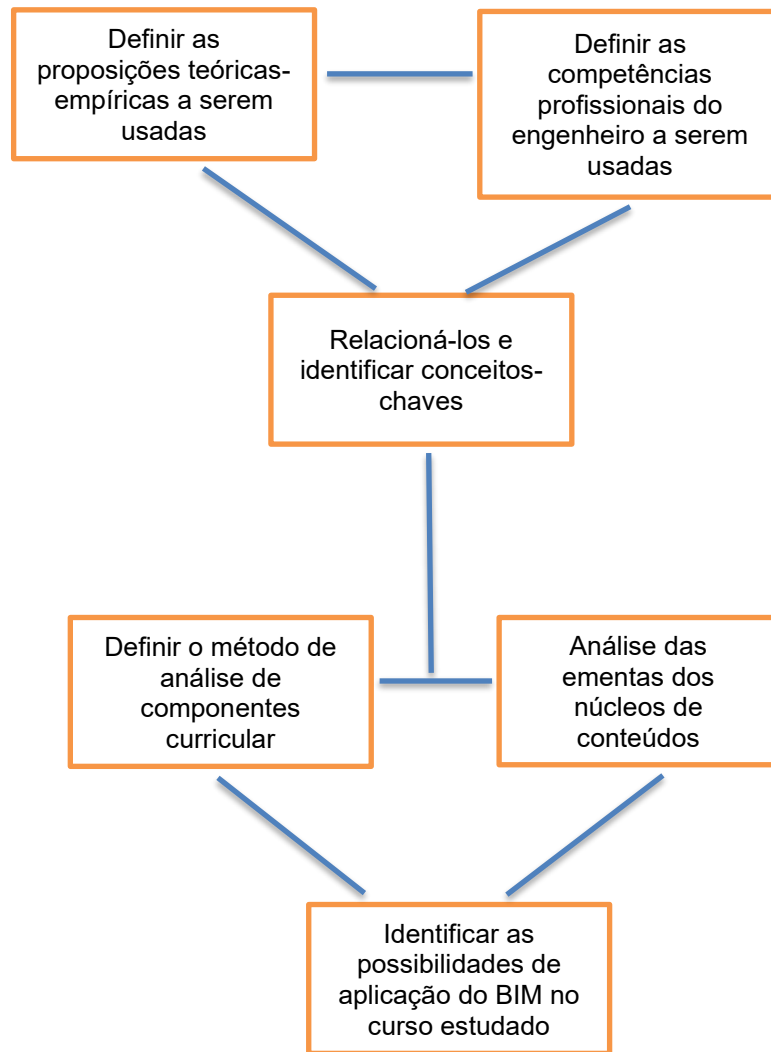 Definir as
proposições teóricas-
empíricas a serem
usadas
Definir as
competências
profissionais do
engenheiro a serem
usadas
Relacioná-los e
identificar conceitos-
chaves
Definir o método de
análise de
componentes
curricular
Análise das
ementas dos
núcleos de
conteúdos
Identificar as
possibilidades de
aplicação do BIM no
curso estudado